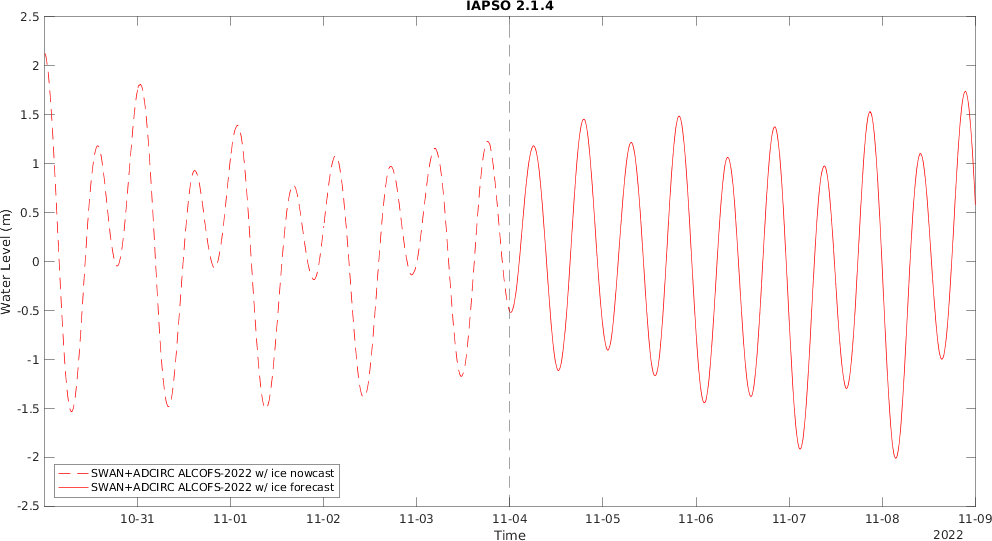 IAPSO 2.1.4
2.5
2
1.5
1
0.5
0
-0.5
-1
-1.5
-2
-2.5
Water Level (m)
SWAN+ADCIRC ALCOFS-2022 w/ ice nowcast
SWAN+ADCIRC ALCOFS-2022 w/ ice forecast
10-31 11-01 11-02 11-03 11-04 11-05 11-06 11-07 11-08 11-09
Time
2022